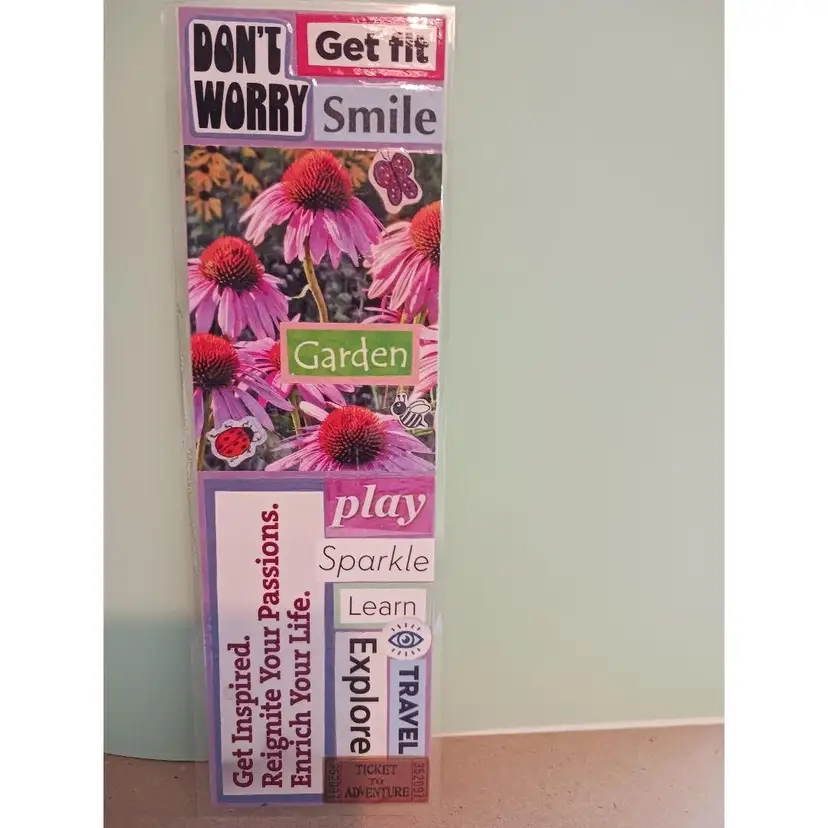 DON'T
WORRY
Get fit
Smile
Garden
play
Sparkle
Learn
Get Inspired.
Reignite Your Passions.
Enrich Your Life.
Explore
TRAVEL
TICKET
TO
ADVENTURE